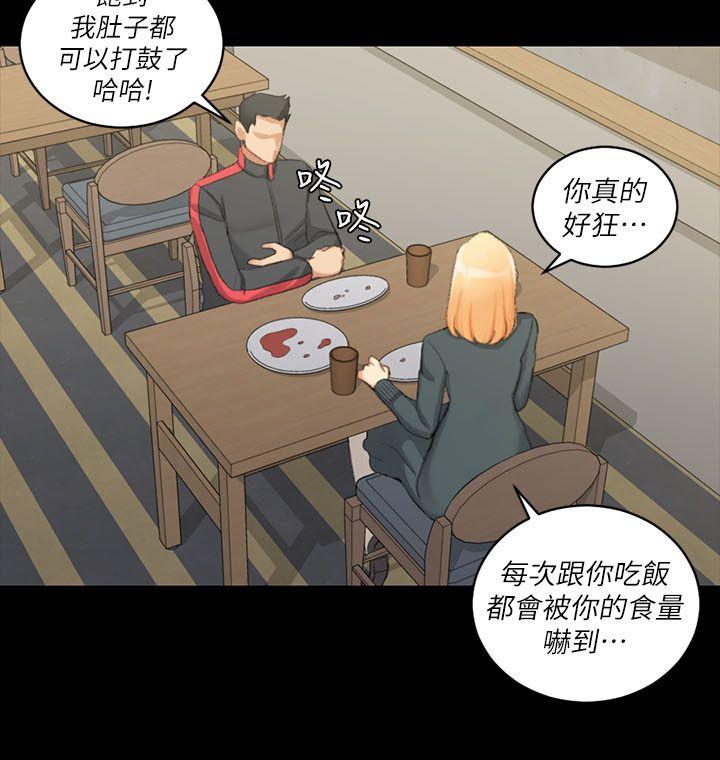 我肚子都
可以打鼓了
哈哈!
咚
咚
你真的
好狂…
每次跟你吃飯
都會被你的食量
嚇到…